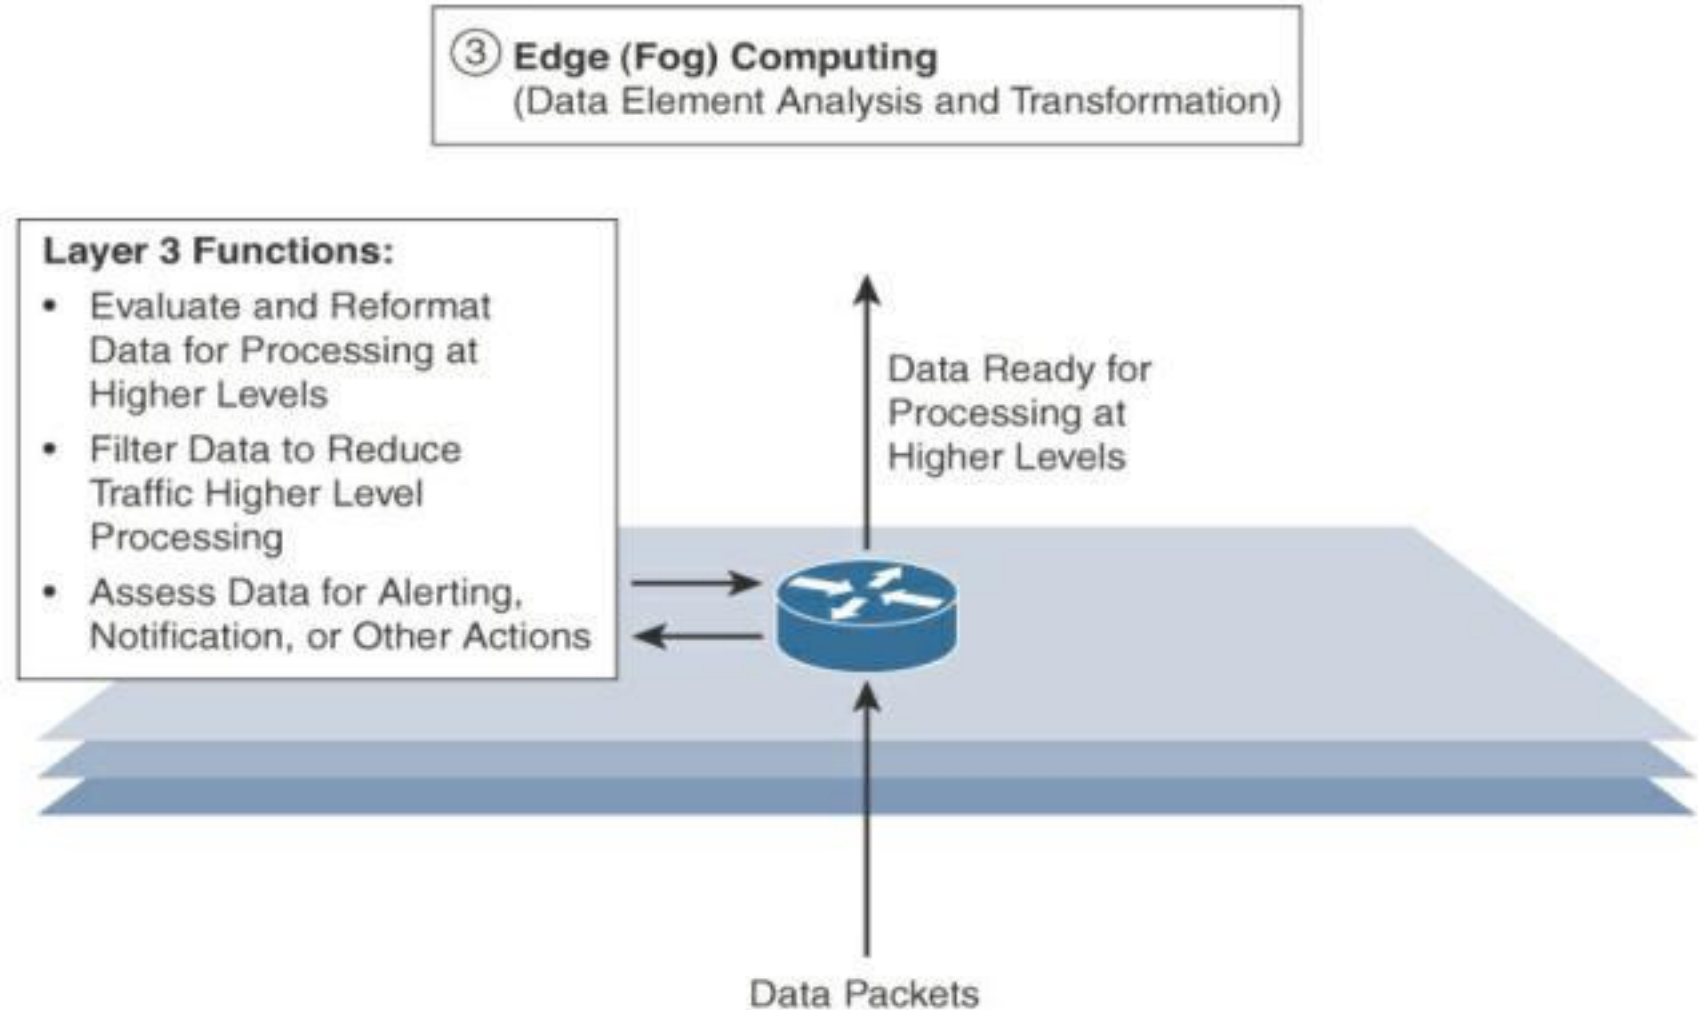 ③ Edge (Fog) Computing
(Data Element Analysis and Transformation)
Layer 3 Functions:
• Evaluate and Reformat
Data for Processing at
Higher Levels
• Filter Data to Reduce
Traffic Higher Level
Processing
• Assess Data for Alerting,
Notification, or Other Actions
Data Ready for
Processing at
Higher Levels
Data Packets